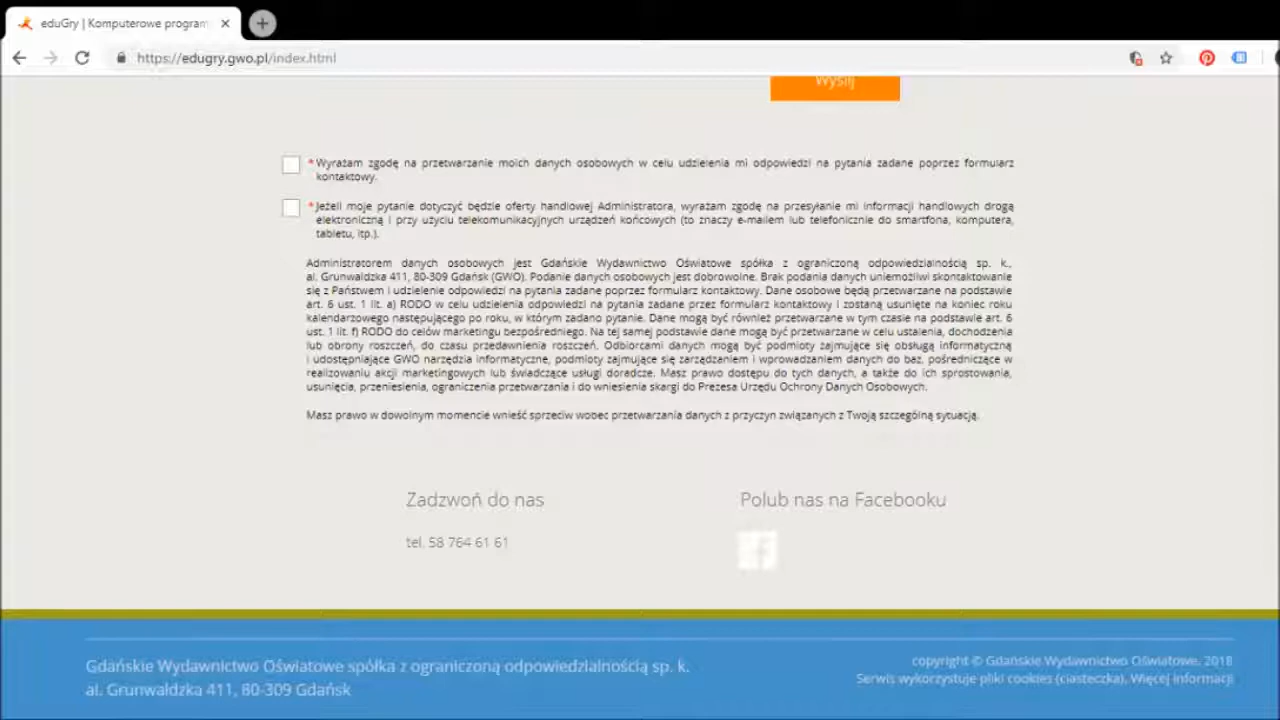 eduGry | Komputerowe program
https://edugry.gwo.pl/index.html
Wyślij
* Wyrażam zgodę na przetwarzanie moich danych osobowych w celu udzielenia mi odpowiedzi na pytania zadane poprzez formularz
kontaktowy.
* Jeżeli moje pytanie dotyczyć będzie oferty handlowej Administratora, wyrażam zgodę na przesyłanie mi informacji handlowych drogą
elektroniczną i przy użyciu telekomunikacyjnych urządzeń końcowych (to znaczy e-mailem lub telefonicznie do smartfona, komputera,
tabletu, itp.).
Administratorem danych osobowych jest Gdańskie Wydawnictwo Oświatowe spółka z ograniczoną odpowiedzialnością sp. k.,
al. Grunwaldzka 411, 80-309 Gdańsk (GWO). Podanie danych osobowych jest dobrowolne. Brak podania danych uniemożliwi skontaktowanie
się z Państwem i udzielenie odpowiedzi na pytania zadane poprzez formularz kontaktowy. Dane osobowe będą przetwarzane na podstawie
art. 6 ust. 1 lit. a) RODO w celu udzielenia odpowiedzi na pytania zadane przez formularz kontaktowy i zostaną usunięte na koniec roku
kalendarzowego następującego po roku, w którym zadano pytanie. Dane mogą być również przetwarzane w tym czasie na podstawie art. 6
ust. 1 lit. f) RODO do celów marketingu bezpośredniego. Na tej samej podstawie dane mogą być przetwarzane w celu ustalenia, dochodzenia
lub obrony roszczeń, do czasu przedawnienia roszczeń. Odbiorcami danych mogą być podmioty zajmujące się obsługą informatyczną
i udostępniające GWO narzędzia informatyczne, podmioty zajmujące się zarządzaniem i wprowadzaniem danych do baz, pośredniczące w
realizowaniu akcji marketingowych lub świadczące usługi doradcze. Masz prawo dostępu do tych danych, a także do ich sprostowania,
usunięcia, przeniesienia, ograniczenia przetwarzania i do wniesienia skargi do Prezesa Urzędu Ochrony Danych Osobowych.
Masz prawo w dowolnym momencie wnieść sprzeciw wobec przetwarzania danych z przyczyn związanych z Twoją szczególną sytuacją.
Zadzwoń do nas
Polub nas na Facebooku
tel. 58 764 61 61
Gdańskie Wydawnictwo Oświatowe spółka z ograniczoną odpowiedzialnością sp. k.
al. Grunwaldzka 411, 80-309 Gdańsk
copyright © Gdańskie Wydawnictwo Oświatowe, 2018
Serwis wykorzystuje pliki cookies (ciasteczka). Więcej informacji